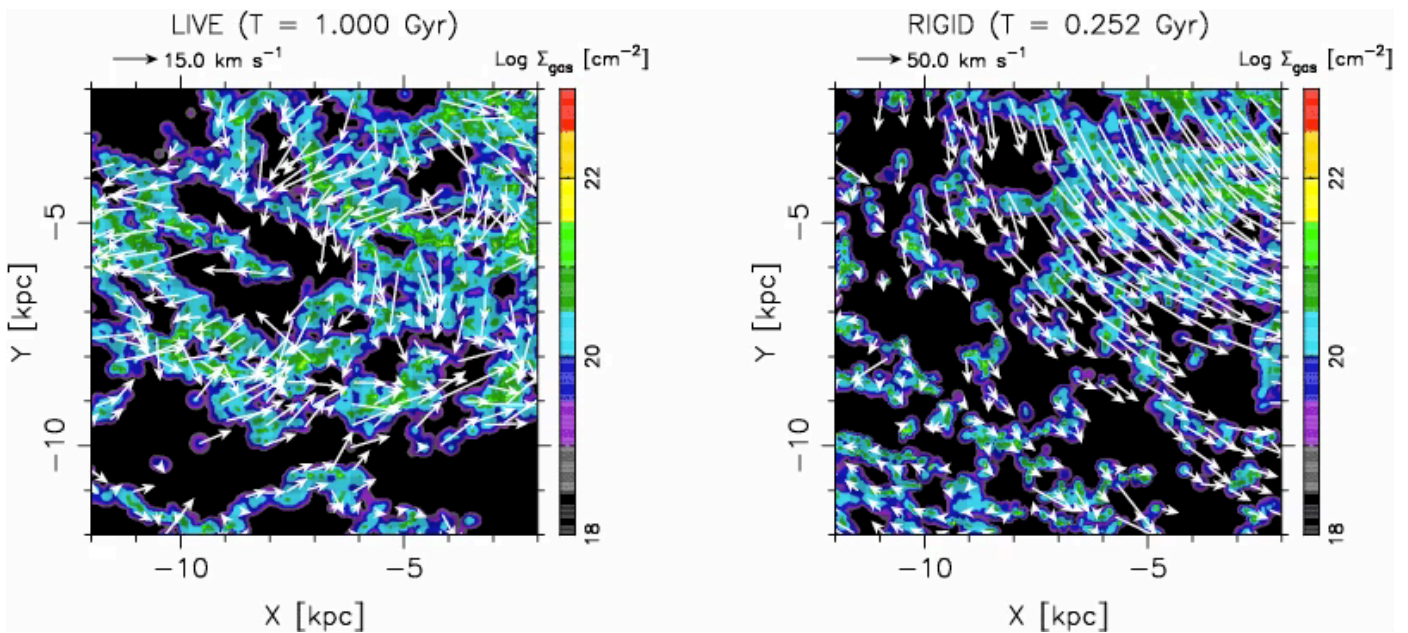 LIVE (T = 1.000 Gyr)
15.0 km s⁻¹
Log Σgas [cm⁻²]
22
20
18
−5
−10
Y [kpc]
−10
−5
X [kpc]
RIGID (T = 0.252 Gyr)
50.0 km s⁻¹
Log Σgas [cm⁻²]
22
20
18
−5
−10
Y [kpc]
−10
−5
X [kpc]